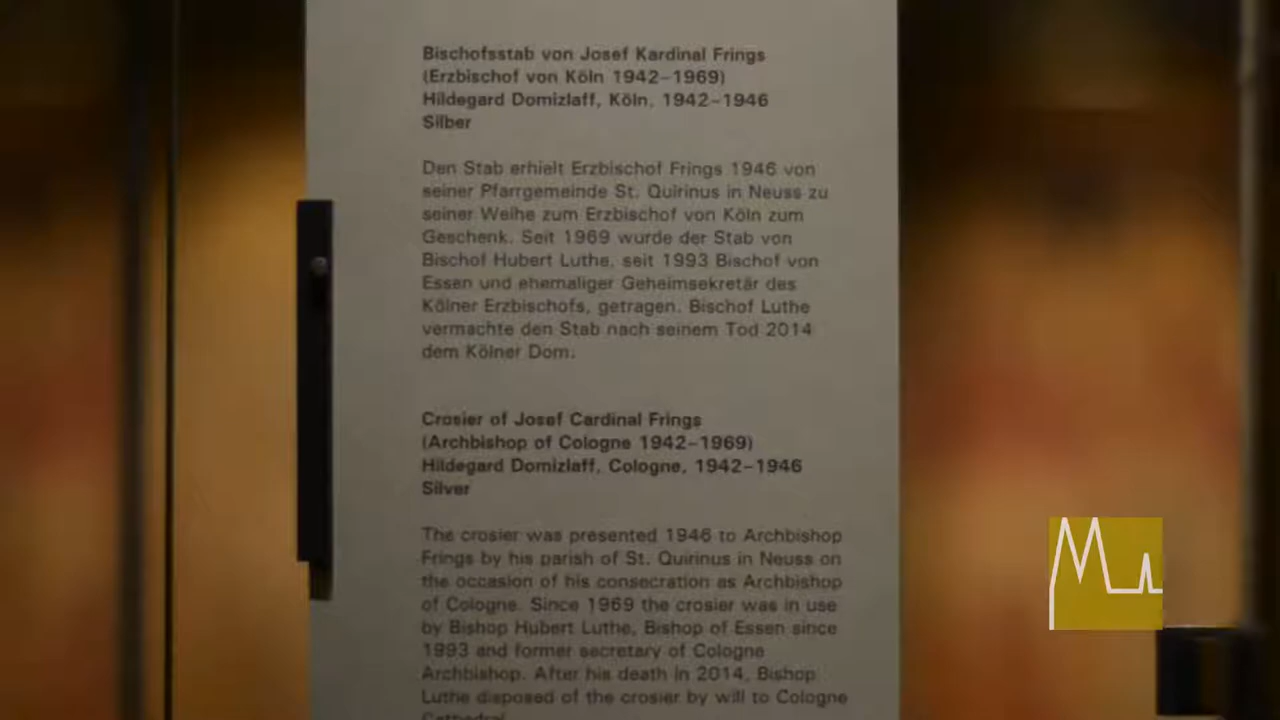 Bischofsstab von Josef Kardinal Frings
(Erzbischof von Köln 1942–1969)
Hildegard Domizlaff, Köln, 1942–1946
Silber
Den Stab erhielt Erzbischof Frings 1946 von
seiner Pfarrgemeinde St. Quirinus in Neuss zu
seiner Weihe zum Erzbischof von Köln zum
Geschenk. Seit 1969 wurde der Stab von
Bischof Hubert Luthe, seit 1993 Bischof von
Essen und ehemaliger Geheimsekretär des
Kölner Erzbischofs, getragen. Bischof Luthe
vermachte den Stab nach seinem Tod 2014
dem Kölner Dom.
Crosier of Josef Cardinal Frings
(Archbishop of Cologne 1942–1969)
Hildegard Domizlaff, Cologne, 1942–1946
Silver
The crosier was presented 1946 to Archbishop
Frings by his parish of St. Quirinus in Neuss on
the occasion of his consecration as Archbishop
of Cologne. Since 1969 the crosier was in use
by Bishop Hubert Luthe, Bishop of Essen since
1993 and former secretary of Cologne
Archbishop. After his death in 2014, Bishop
Luthe disposed of the crosier by will to Cologne
Cathedral.